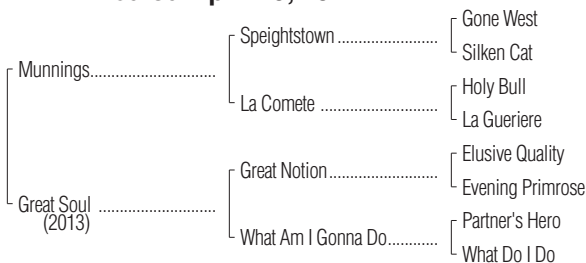 Gone West
Speightstown
Silken Cat
Munnings
Holy Bull
La Comete
La Gueriere
Elusive Quality
Great Notion
Evening Primrose
Great Soul
(2013)
Partner's Hero
What Am I Gonna Do
What Do I Do